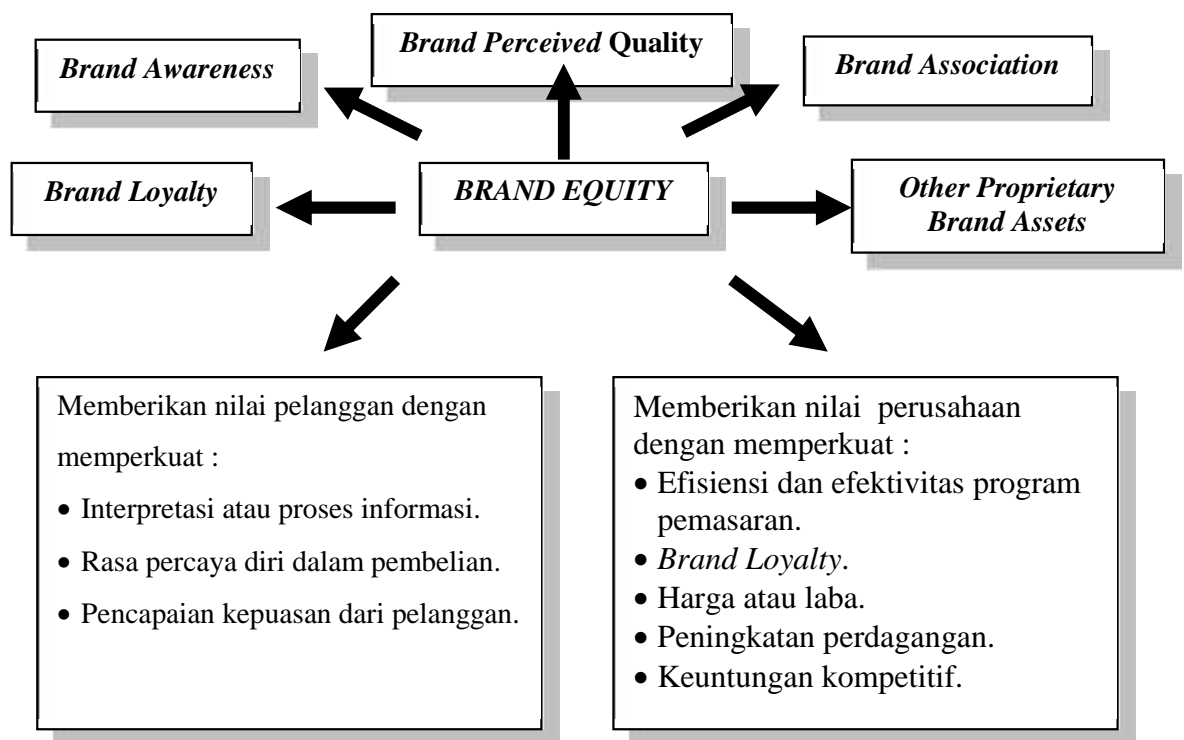 Brand Perceived Quality
Brand Awareness
Brand Association
Brand Loyalty
BRAND EQUITY
Other Proprietary
Brand Assets
Memberikan nilai pelanggan dengan
memperkuat :
• Interpretasi atau proses informasi.
• Rasa percaya diri dalam pembelian.
• Pencapaian kepuasan dari pelanggan.
Memberikan nilai perusahaan
dengan memperkuat :
• Efisiensi dan efektivitas program
pemasaran.
• Brand Loyalty.
• Harga atau laba.
• Peningkatan perdagangan.
• Keuntungan kompetitif.